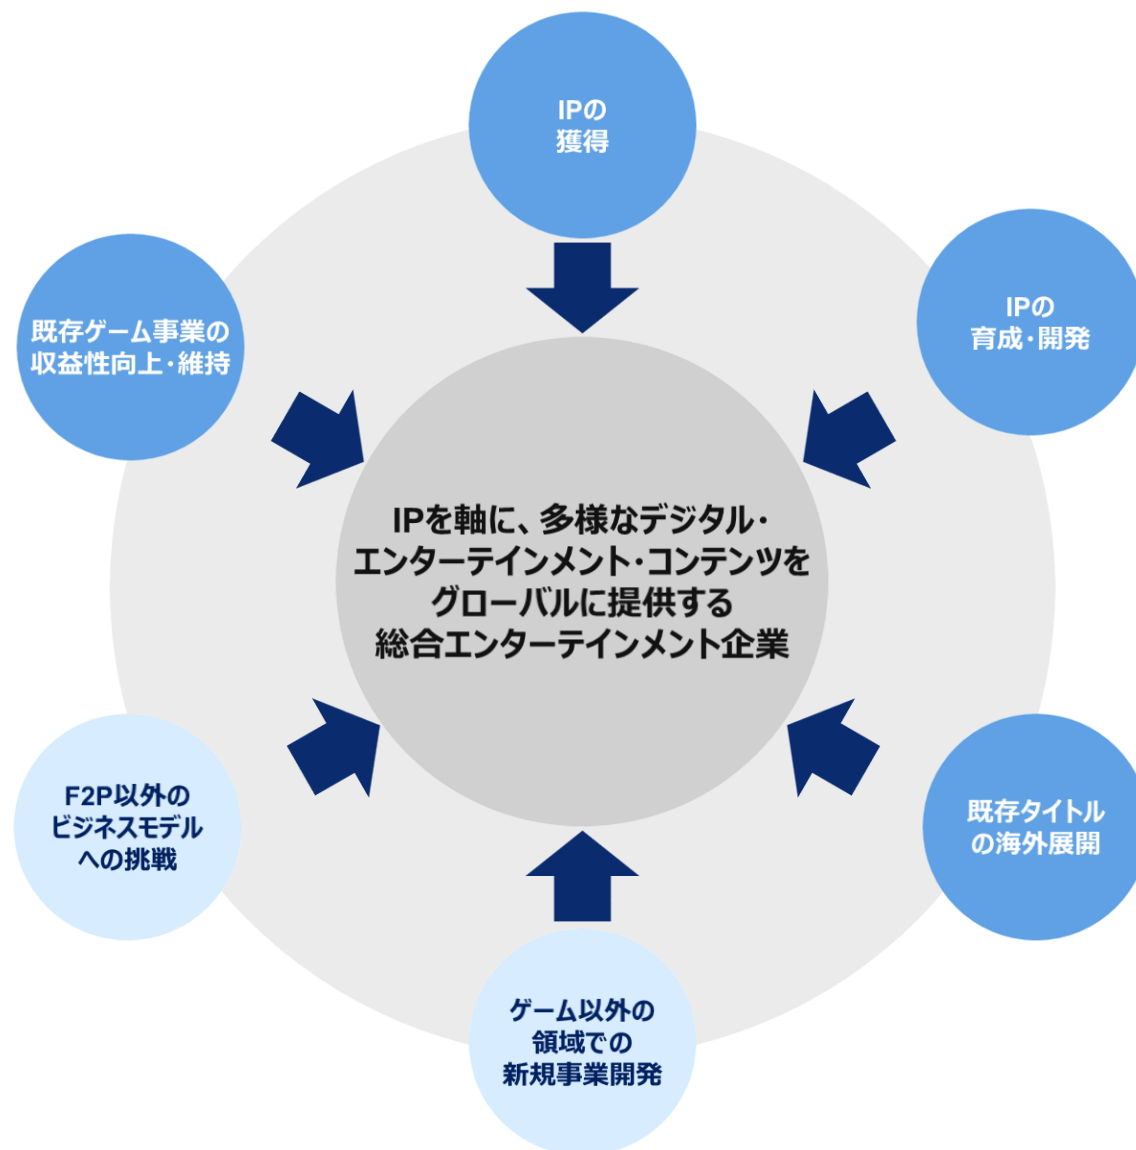 IPの
獲得
IPの
育成・開発
既存ゲーム事業の
収益性向上・維持
IPを軸に、多様なデジタル・
エンターテインメント・コンテンツを
グローバルに提供する
総合エンターテインメント企業
F2P以外の
ビジネスモデル
への挑戦
既存タイトル
の海外展開
ゲーム以外の
領域での
新規事業開発